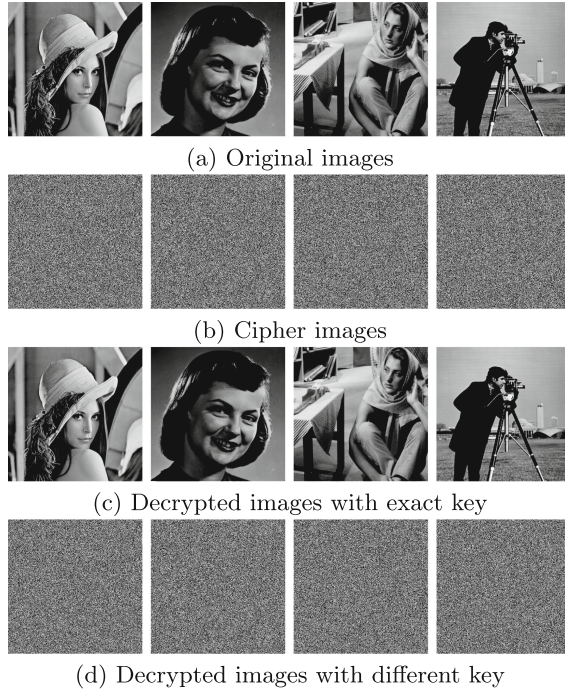 (a) Original images
(b) Cipher images
(c) Decrypted images with exact key
(d) Decrypted images with different key